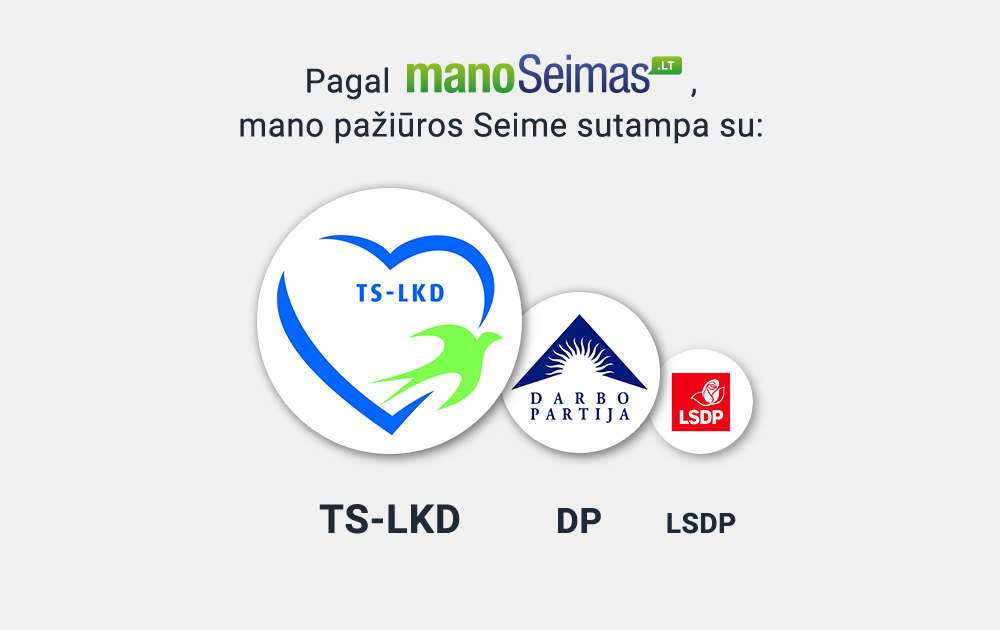 Pagal manoSeimas.LT ,
mano pažiūros Seime sutampa su:
TS-LKD
DARBO
PARTIJA
LSDP
TS-LKD DP LSDP